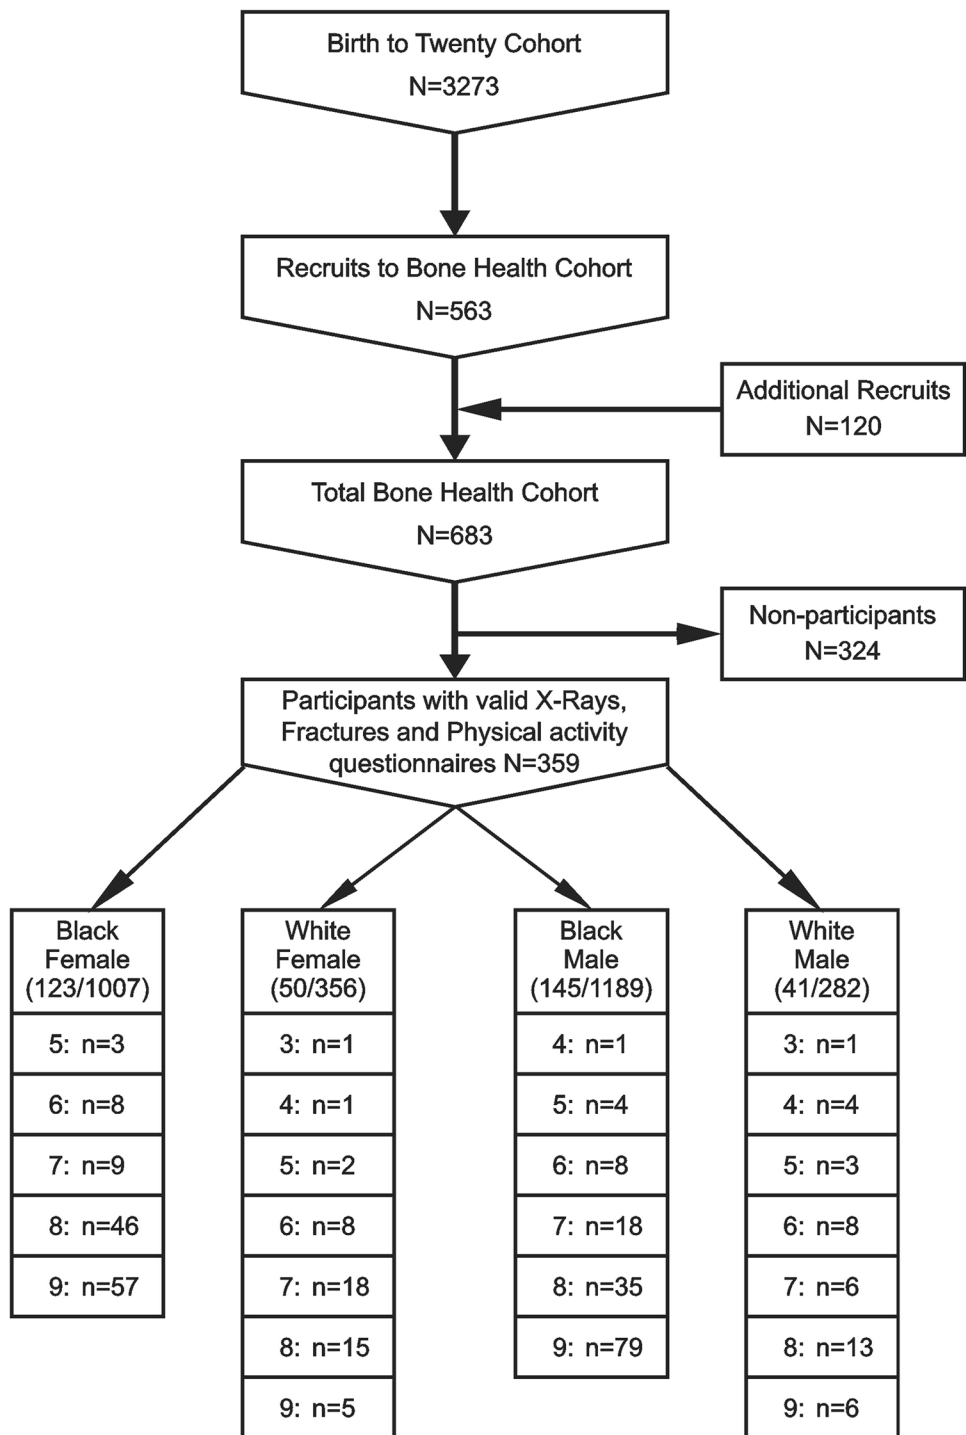 Birth to Twenty Cohort
N=3273
Recruits to Bone Health Cohort
N=563
Additional Recruits
N=120
Total Bone Health Cohort
N=683
Non-participants
N=324
Participants with valid X-Rays,
Fractures and Physical activity
questionnaires N=359
Black
Female
(123/1007)
5: n=3
6: n=8
7: n=9
8: n=46
9: n=57
White
Female
(50/356)
3: n=1
4: n=1
5: n=2
6: n=8
7: n=18
8: n=15
9: n=5
Black
Male
(145/1189)
4: n=1
5: n=4
6: n=8
7: n=18
8: n=35
9: n=79
White
Male
(41/282)
3: n=1
4: n=4
5: n=3
6: n=8
7: n=6
8: n=13
9: n=6